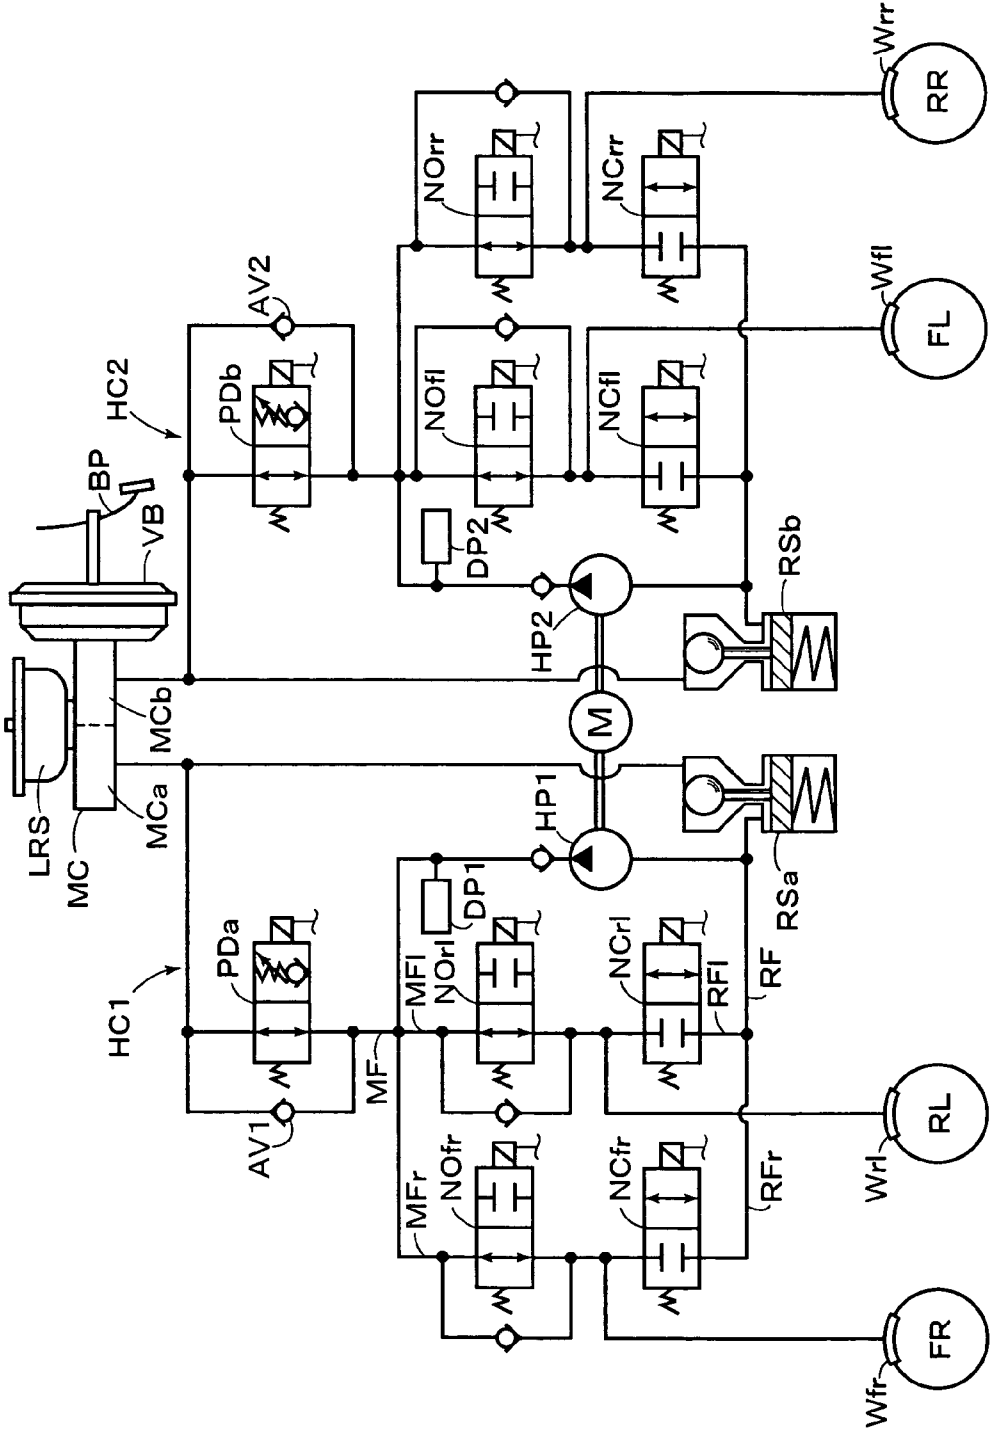 LRS
MC
MCa
MCb
VB
BP
HC1
HC2
PDa
PDb
AV1
AV2
MF
MFr
MFl
NOfr
NOrl
NOfl
NOrr
DP1
DP2
HP1
HP2
M
NCfr
NCrl
NCfl
NCrr
RFl
RF
RFr
RSa
RSb
Wfr
Wrl
Wfl
Wrr
FR
RL
FL
RR